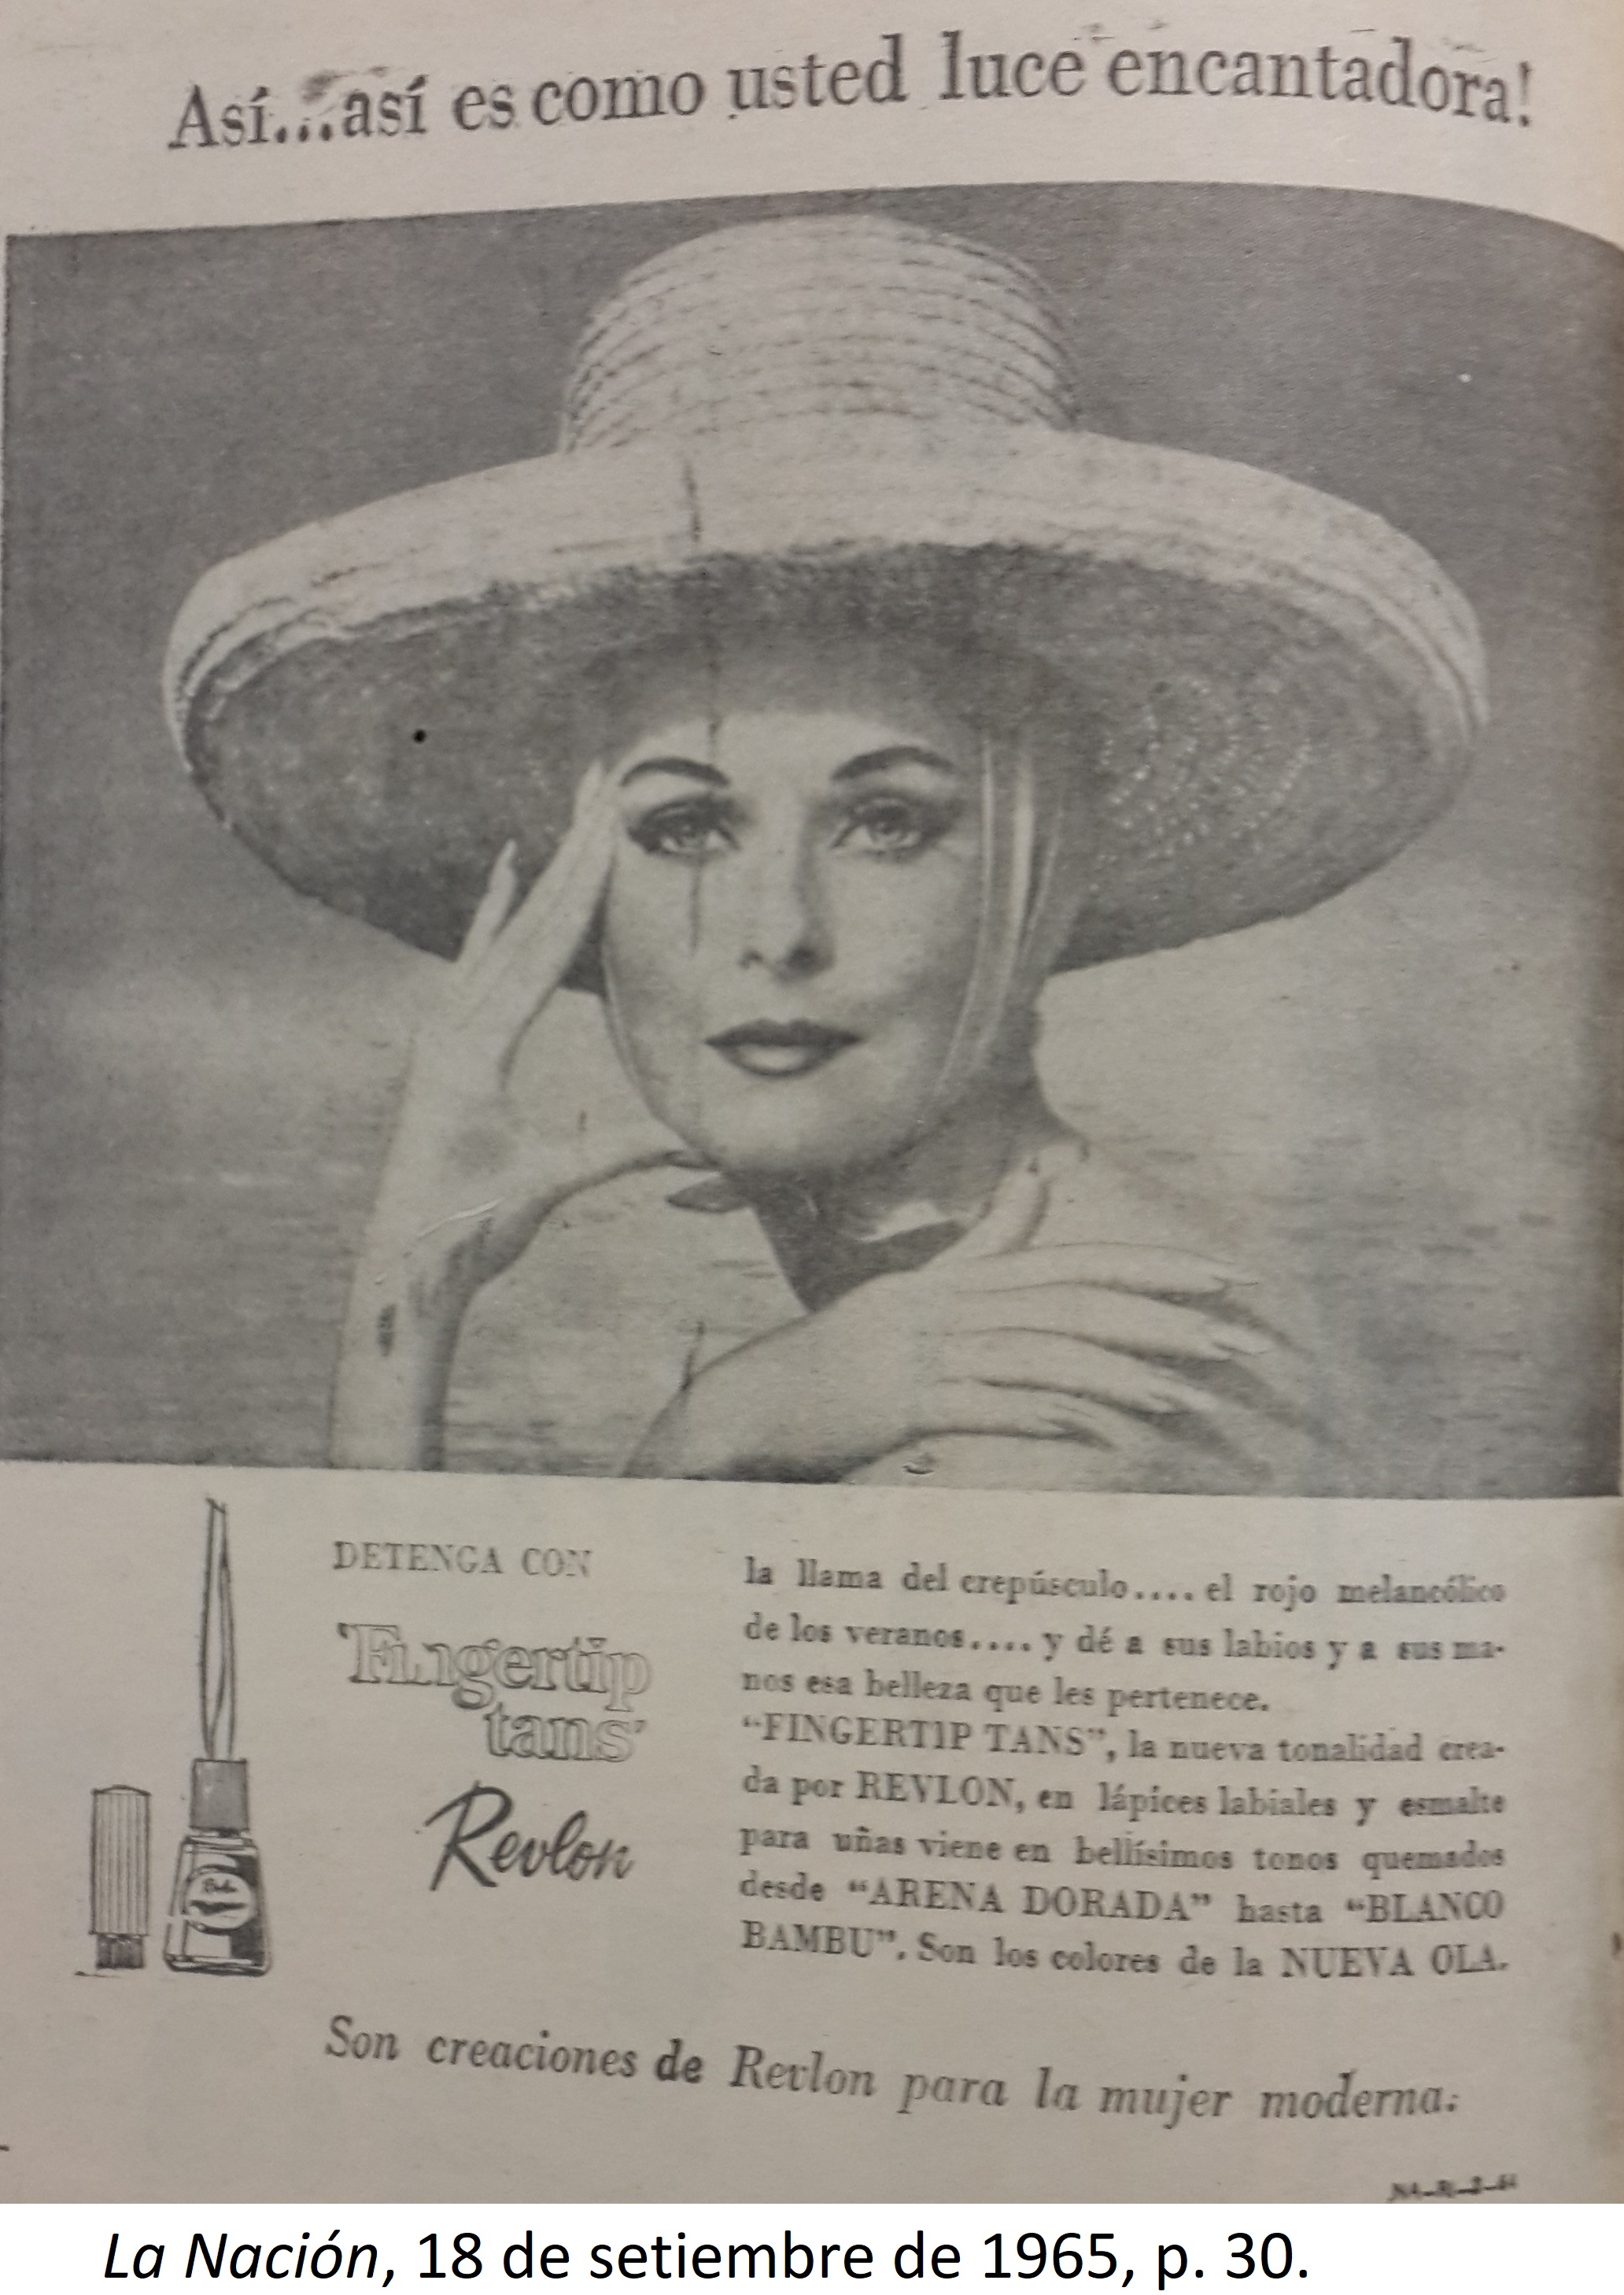 Así...así es como usted luce encantadora!
DETENGA CON
"Fingertip
tans"
Revlon
la llama del crepúsculo.... el rojo melancólico
de los veranos.... y dé a sus labios y a sus ma-
nos esa belleza que les pertenece.
"FINGERTIP TANS", la nueva tonalidad crea-
da por REVLON, en lápices labiales y esmalte
para uñas viene en bellísimos tonos quemados
desde "ARENA DORADA" hasta "BLANCO
BAMBU". Son los colores de la NUEVA OLA.
Son creaciones de Revlon para la mujer moderna.
La Nación, 18 de setiembre de 1965, p. 30.